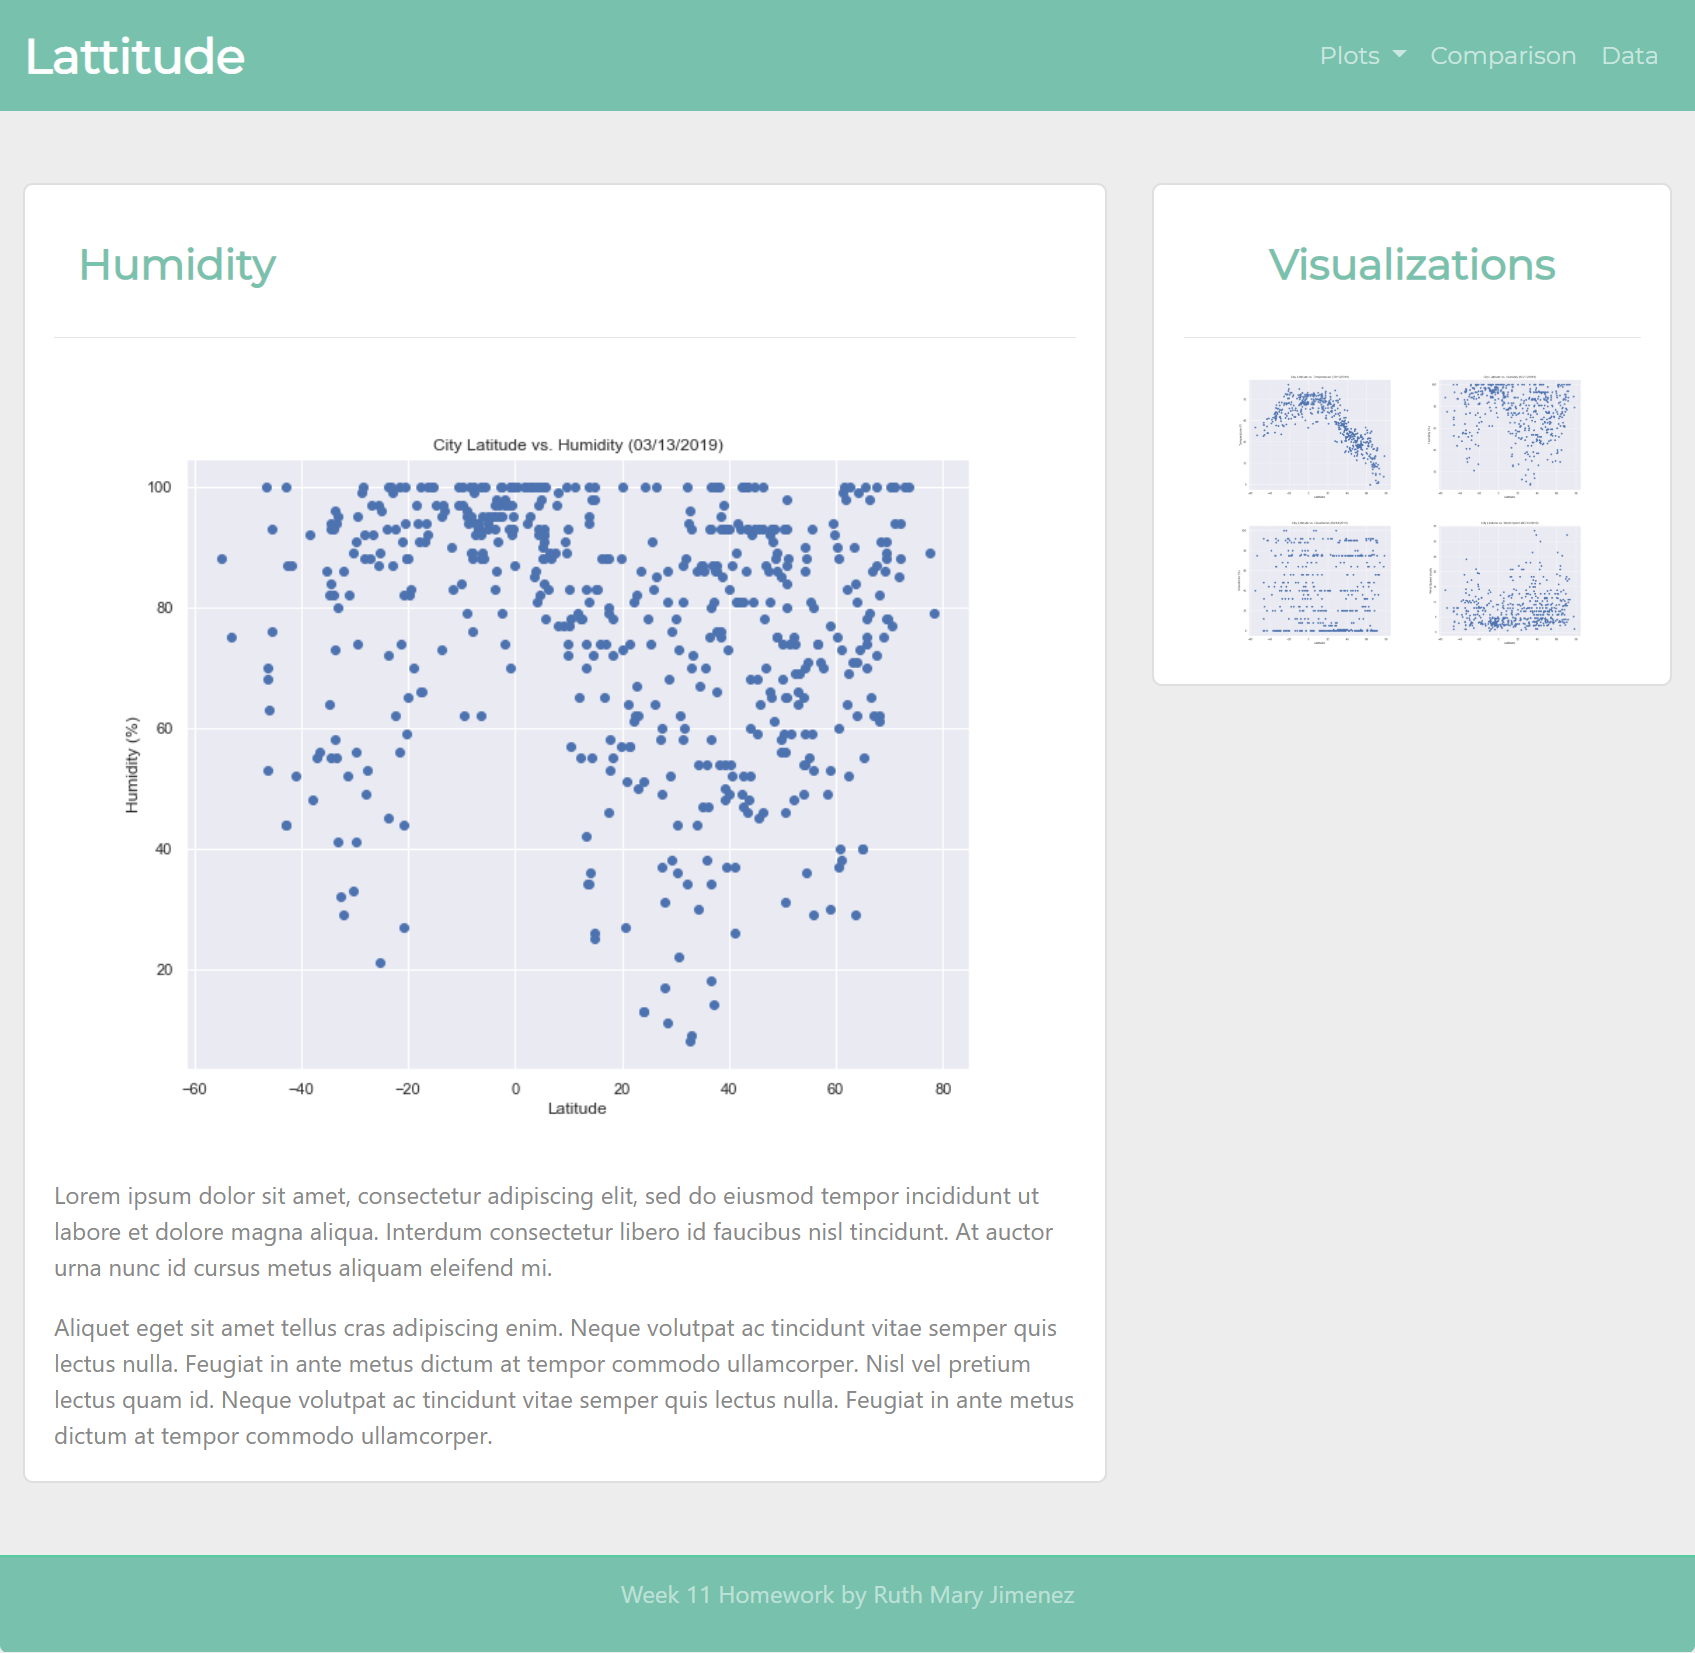 Lattitude
Plots Comparison Data
Humidity
City Latitude vs. Humidity (03/13/2019)
100
80
60
40
20
Humidity (%)
−60 −40 −20 0 20 40 60 80
Latitude
Lorem ipsum dolor sit amet, consectetur adipiscing elit, sed do eiusmod tempor incididunt ut
labore et dolore magna aliqua. Interdum consectetur libero id faucibus nisl tincidunt. At auctor
urna nunc id cursus metus aliquam eleifend mi.
Aliquet eget sit amet tellus cras adipiscing enim. Neque volutpat ac tincidunt vitae semper quis
lectus nulla. Feugiat in ante metus dictum at tempor commodo ullamcorper. Nisl vel pretium
lectus quam id. Neque volutpat ac tincidunt vitae semper quis lectus nulla. Feugiat in ante metus
dictum at tempor commodo ullamcorper.
Visualizations
Week 11 Homework by Ruth Mary Jimenez